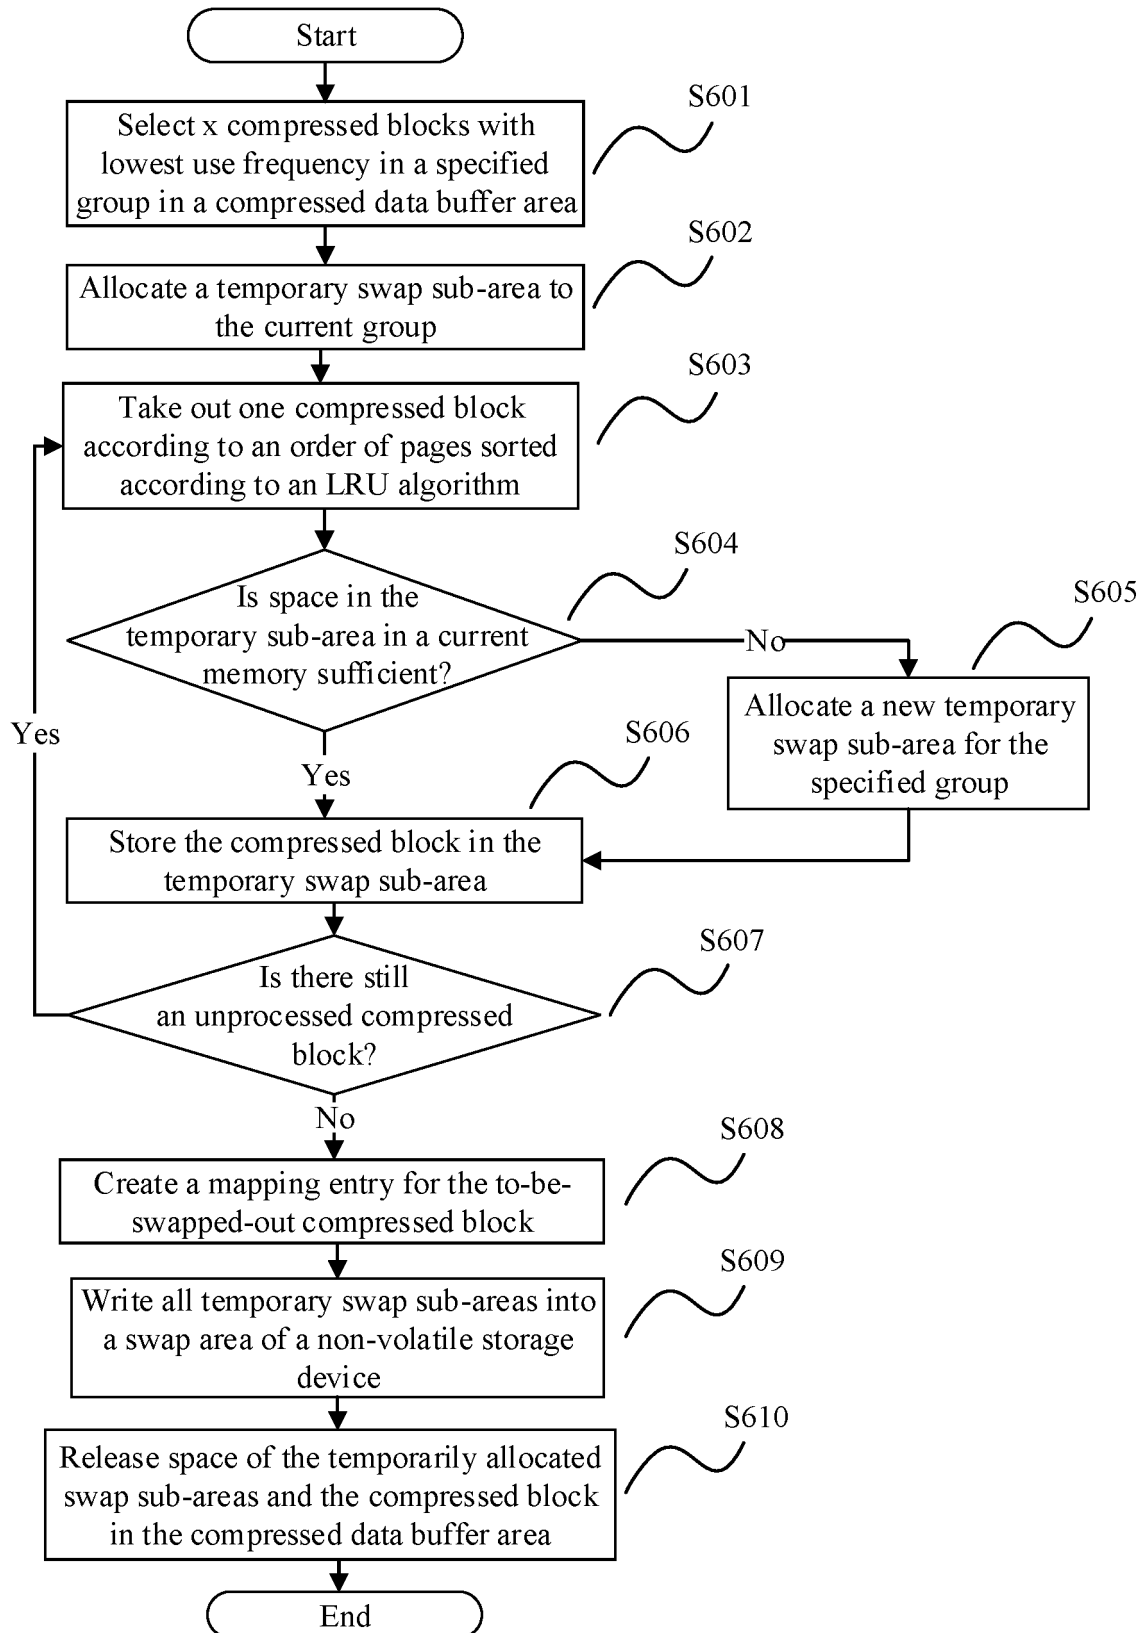 Start
S601
Select x compressed blocks with
lowest use frequency in a specified
group in a compressed data buffer area
S602
Allocate a temporary swap sub-area to
the current group
S603
Take out one compressed block
according to an order of pages sorted
according to an LRU algorithm
S604
Is space in the
temporary sub-area in a current
memory sufficient?
No
S605
Allocate a new temporary
swap sub-area for the
specified group
Yes
Yes
S606
Store the compressed block in the
temporary swap sub-area
S607
Is there still
an unprocessed compressed
block?
No
S608
Create a mapping entry for the to-be-
swapped-out compressed block
S609
Write all temporary swap sub-areas into
a swap area of a non-volatile storage
device
S610
Release space of the temporarily allocated
swap sub-areas and the compressed block
in the compressed data buffer area
End